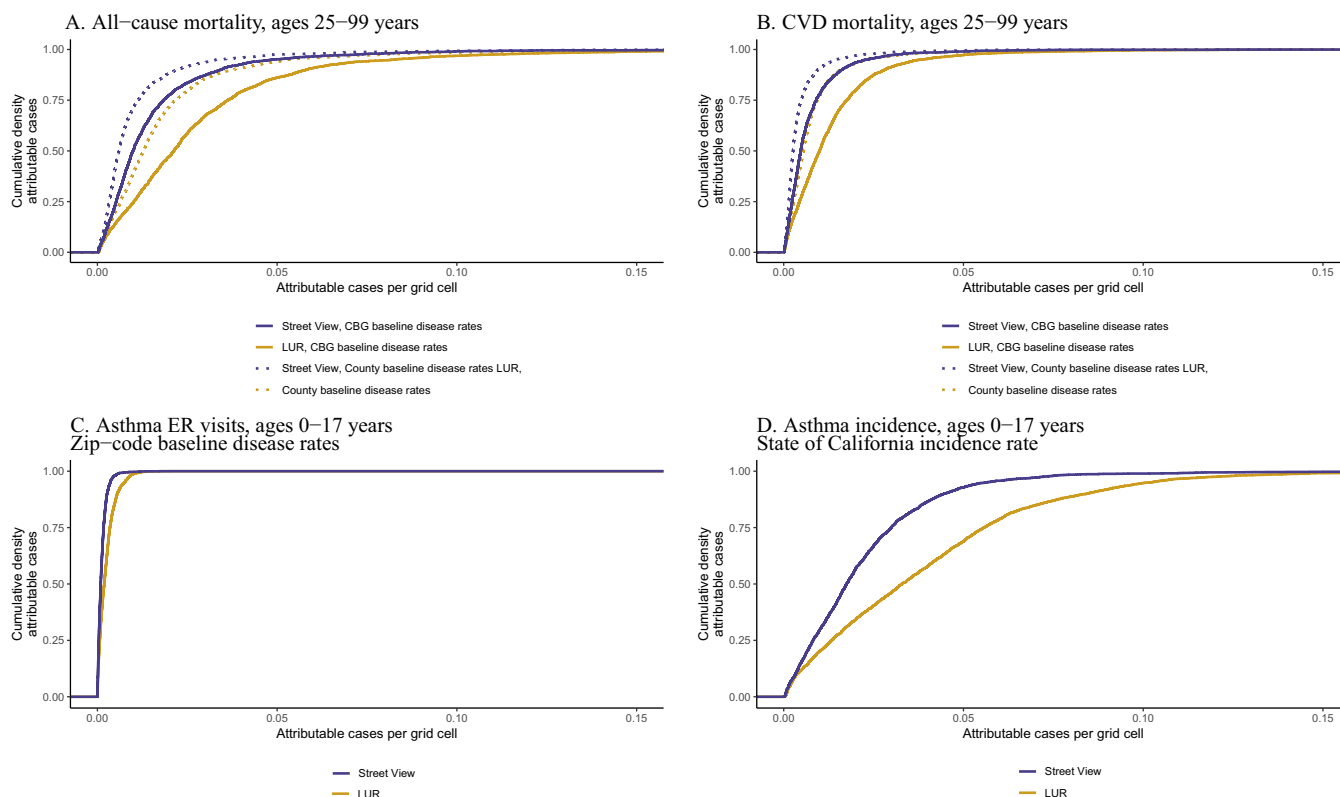 A. All−cause mortality, ages 25−99 years
1.00
0.75
0.50
0.25
0.00
Cumulative density
attributable cases
0.00 0.05 0.10 0.15
Attributable cases per grid cell
Street View, CBG baseline disease rates
LUR, CBG baseline disease rates
Street View, County baseline disease rates LUR,
County baseline disease rates
B. CVD mortality, ages 25−99 years
1.00
0.75
0.50
0.25
0.00
Cumulative density
attributable cases
0.00 0.05 0.10 0.15
Attributable cases per grid cell
Street View, CBG baseline disease rates
LUR, CBG baseline disease rates
Street View, County baseline disease rates LUR,
County baseline disease rates
C. Asthma ER visits, ages 0−17 years
Zip−code baseline disease rates
1.00
0.75
0.50
0.25
0.00
Cumulative density
attributable cases
0.00 0.05 0.10 0.15
Attributable cases per grid cell
Street View
LUR
D. Asthma incidence, ages 0−17 years
State of California incidence rate
1.00
0.75
0.50
0.25
0.00
Cumulative density
attributable cases
0.00 0.05 0.10 0.15
Attributable cases per grid cell
Street View
LUR